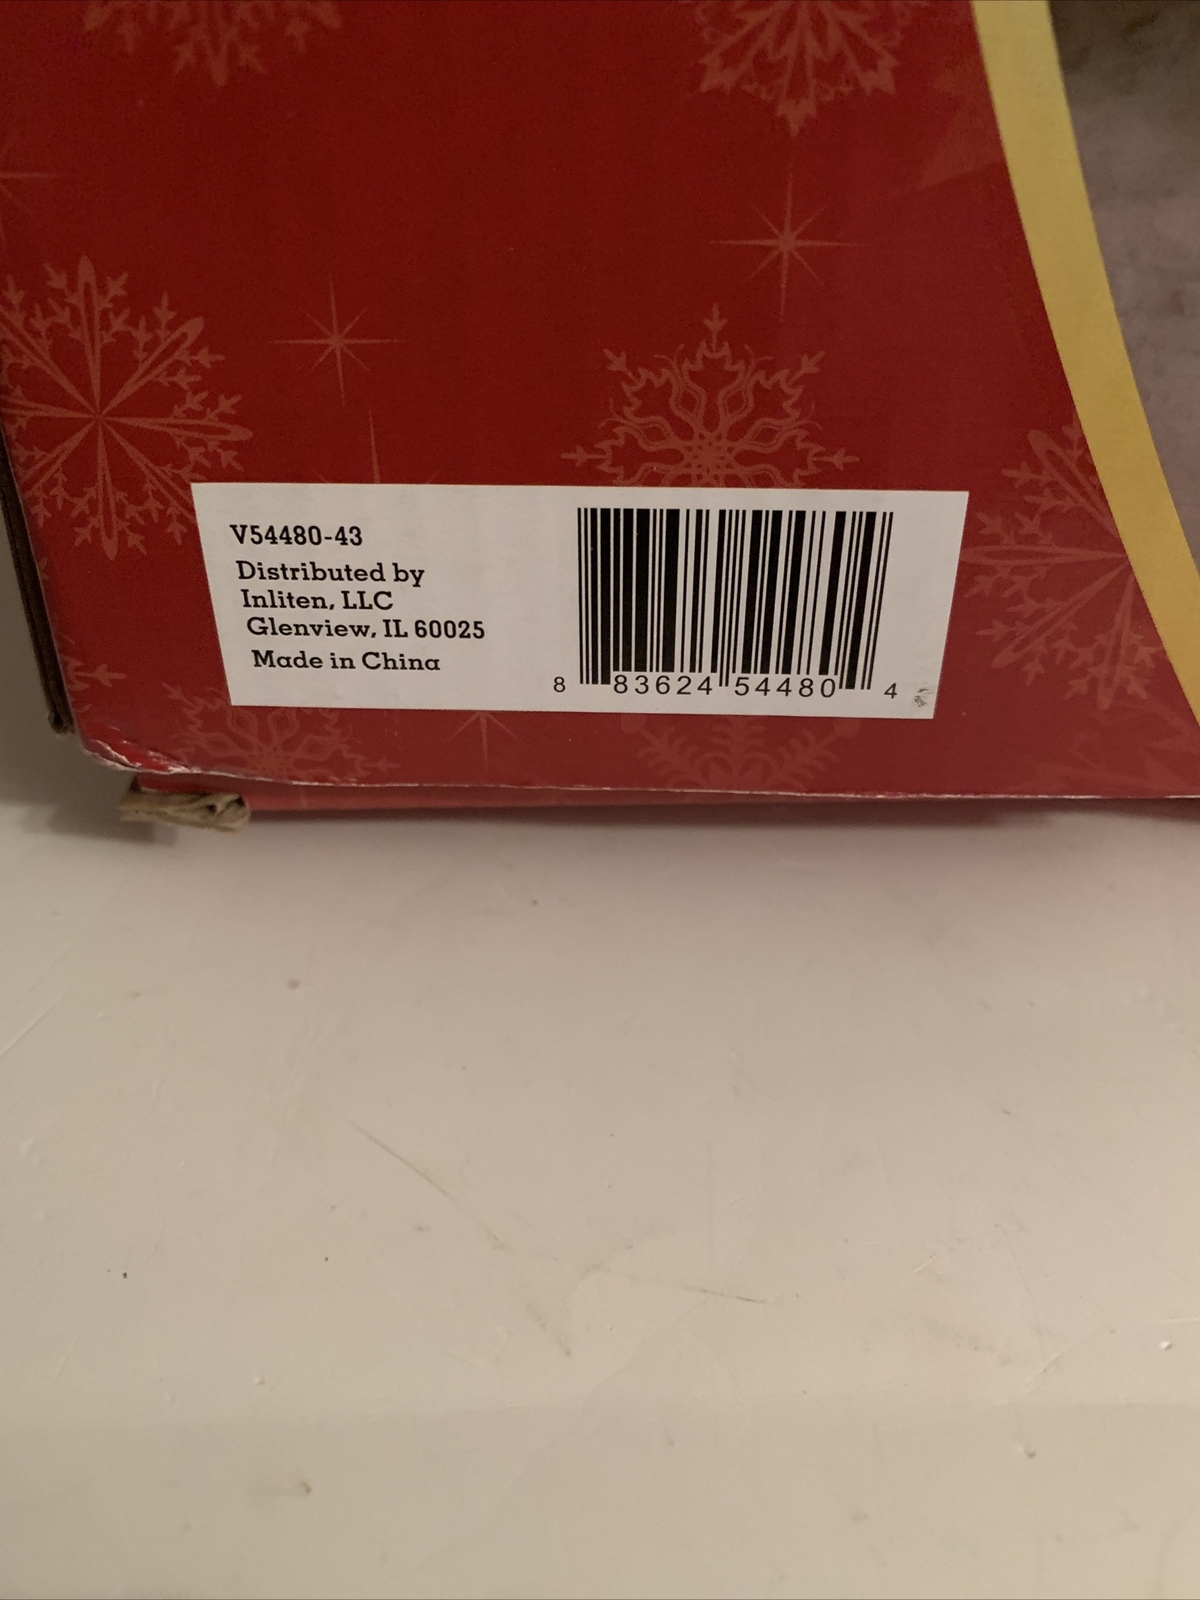 V54480-43
Distributed by
Inliten, LLC
Glenview, IL 60025
Made in China
8 83624 54480 4